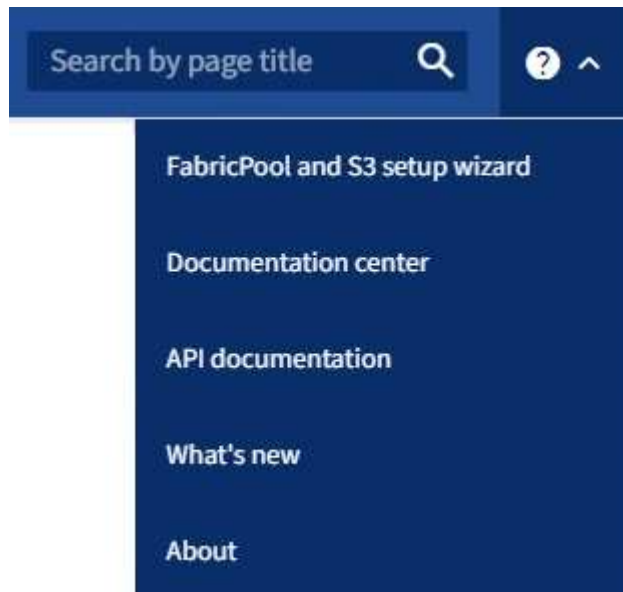 Search by page title
FabricPool and S3 setup wizard
Documentation center
API documentation
What's new
About